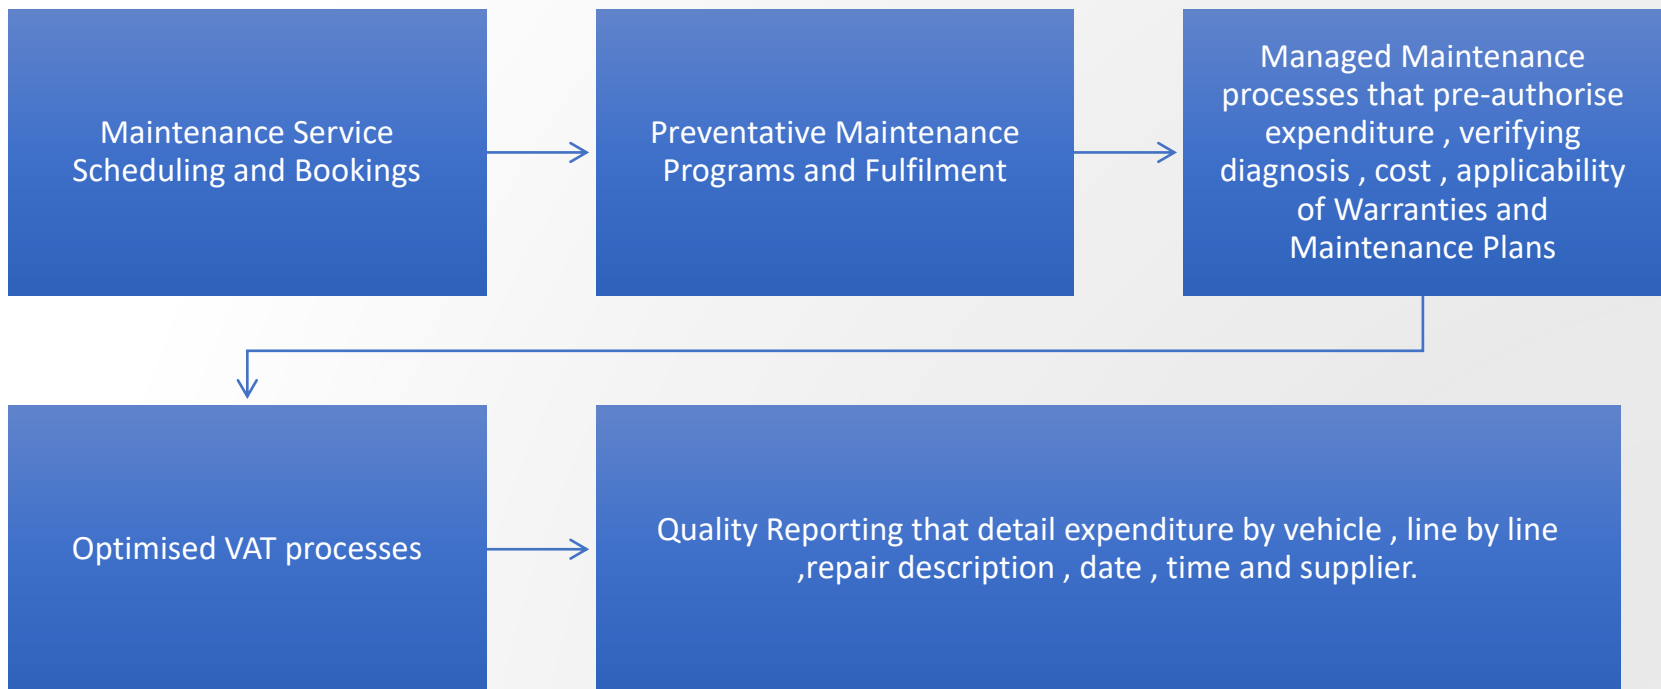 Maintenance Service
Scheduling and Bookings
Preventative Maintenance
Programs and Fulfilment
Managed Maintenance
processes that pre-authorise
expenditure , verifying
diagnosis , cost , applicability
of Warranties and
Maintenance Plans
Optimised VAT processes
Quality Reporting that detail expenditure by vehicle , line by line
,repair description , date , time and supplier.